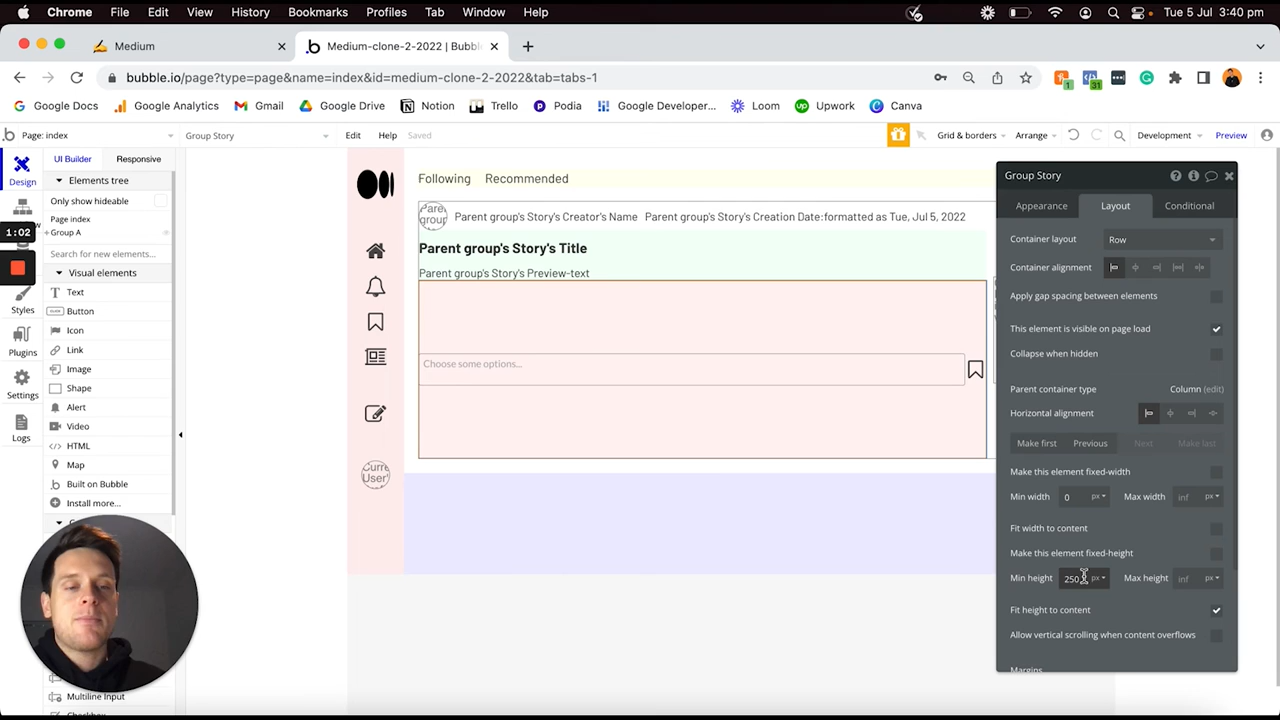 Chrome File Edit View History Bookmarks Profiles Tab Window Help Tue 5 Jul 3:40 pm
Medium
Medium-clone-2-2022 | Bubbl
bubble.io/page?type=page&name=index&id=medium-clone-2-2022&tab=tabs-1
1 31
Google Docs Google Analytics Gmail Google Drive Notion Trello Podia Google Developer... Loom Upwork Canva
Page: index Group Story Edit Help Saved Grid & borders Arrange Development Preview
Design
UI Builder Responsive
Elements tree
Only show hideable
Page index
Group A
1:02
Search for new elements...
Visual elements
Text
Button
Icon
Link
Image
Shape
Alert
Video
HTML
Map
Built on Bubble
Install more...
Multiline Input
Checkbox
Styles
Plugins
Settings
Logs
Following Recommended
Pare
group
Parent group's Story's Creator's Name Parent group's Story's Creation Date:formatted as Tue, Jul 5, 2022
Parent group's Story's Title
Parent group's Story's Preview-text
Choose some options...
Curre
User'
Group Story
Appearance Layout Conditional
Container layout Row
Container alignment
Apply gap spacing between elements
This element is visible on page load
Collapse when hidden
Parent container type Column (edit)
Horizontal alignment
Make first Previous Next Make last
Make this element fixed-width
Min width 0 px Max width inf px
Fit width to content
Make this element fixed-height
Min height 250 px Max height inf px
Fit height to content
Allow vertical scrolling when content overflows
Margins